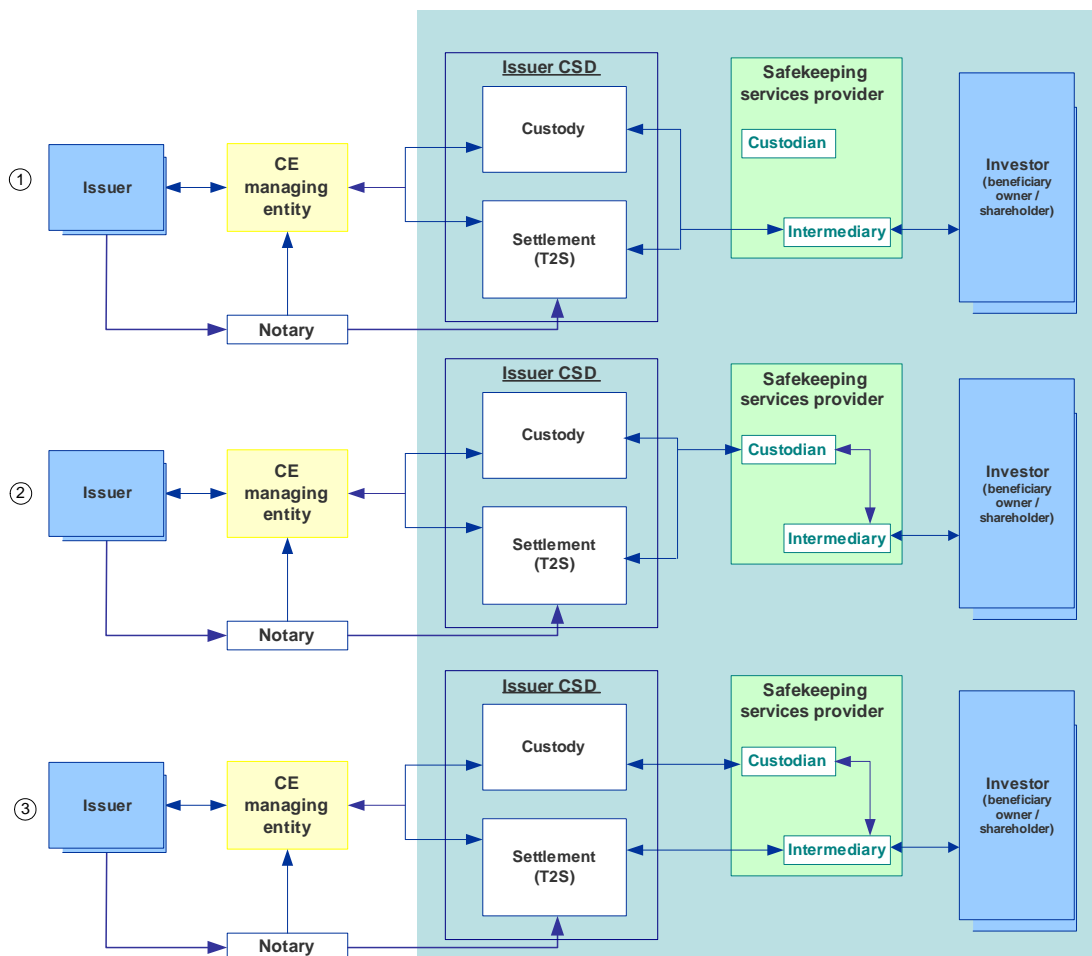 ①
Issuer
CE
managing
entity
Notary
Issuer CSD
Custody
Settlement
(T2S)
Safekeeping
services provider
Custodian
Intermediary
Investor
(beneficiary
owner /
shareholder)
②
Issuer
CE
managing
entity
Notary
Issuer CSD
Custody
Settlement
(T2S)
Safekeeping
services provider
Custodian
Intermediary
Investor
(beneficiary
owner /
shareholder)
③
Issuer
CE
managing
entity
Notary
Issuer CSD
Custody
Settlement
(T2S)
Safekeeping
services provider
Custodian
Intermediary
Investor
(beneficiary
owner /
shareholder)